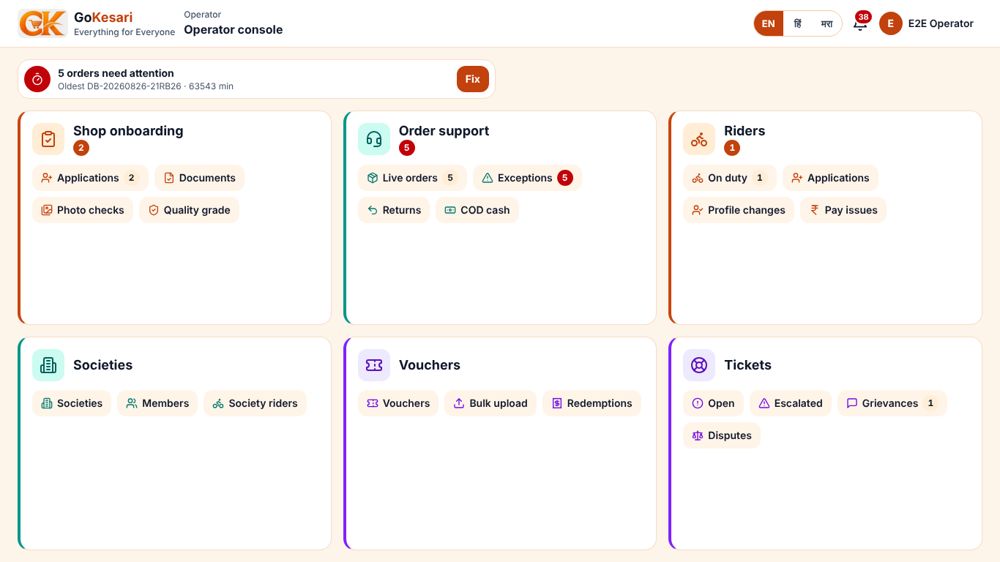 GK
GoKesari
Everything for Everyone
Operator
Operator console
EN हिं मरा
38
E
E2E Operator
5 orders need attention
Oldest DB-20260826-21RB26 · 63543 min
Fix
Shop onboarding
2
Applications 2
Documents
Photo checks
Quality grade
Order support
5
Live orders 5
Exceptions 5
Returns
COD cash
Riders
1
On duty 1
Applications
Profile changes
Pay issues
Societies
Societies
Members
Society riders
Vouchers
Vouchers
Bulk upload
Redemptions
Tickets
Open
Escalated
Grievances 1
Disputes